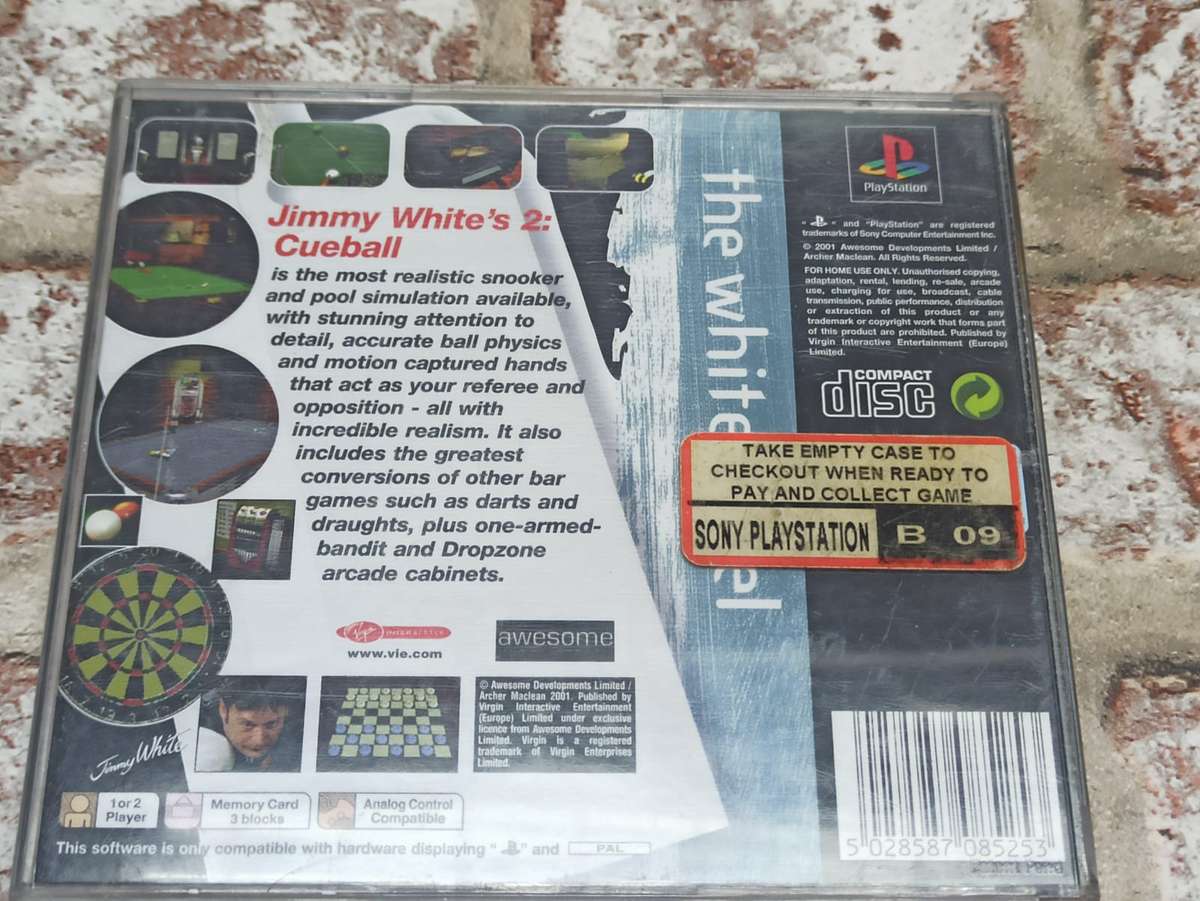 Jimmy White's 2:
Cueball
is the most realistic snooker
and pool simulation available,
with stunning attention to
detail, accurate ball physics
and motion captured hands
that act as your referee and
opposition - all with
incredible realism. It also
includes the greatest
conversions of other bar
games such as darts and
draughts, plus one-armed-
bandit and Dropzone
arcade cabinets.
Virgin INTERACTIVE
www.vie.com
awesome
© Awesome Developments Limited /
Archer Maclean 2001. Published by
Virgin Interactive Entertainment
(Europe) Limited under exclusive
licence from Awesome Developments
Limited. Virgin is a registered
trademark of Virgin Enterprises
Limited.
Jimmy White
1 or 2
Player
Memory Card
3 blocks
Analog Control
Compatible
This software is only compatible with hardware displaying " " and PAL
the white
el
PlayStation
" " and "PlayStation" are registered
trademarks of Sony Computer Entertainment Inc.
© 2001 Awesome Developments Limited /
Archer Maclean. All Rights Reserved.
FOR HOME USE ONLY. Unauthorised copying,
adaptation, rental, lending, re-sale, arcade
use, charging for use, broadcast, cable
transmission, public performance, distribution
or extraction of this product or any
trademark or copyright work that forms part
of this product are prohibited. Published by
Virgin Interactive Entertainment (Europe)
Limited.
COMPACT
disc
TAKE EMPTY CASE TO
CHECKOUT WHEN READY TO
PAY AND COLLECT GAME
SONY PLAYSTATION B 09
5 028587 085253